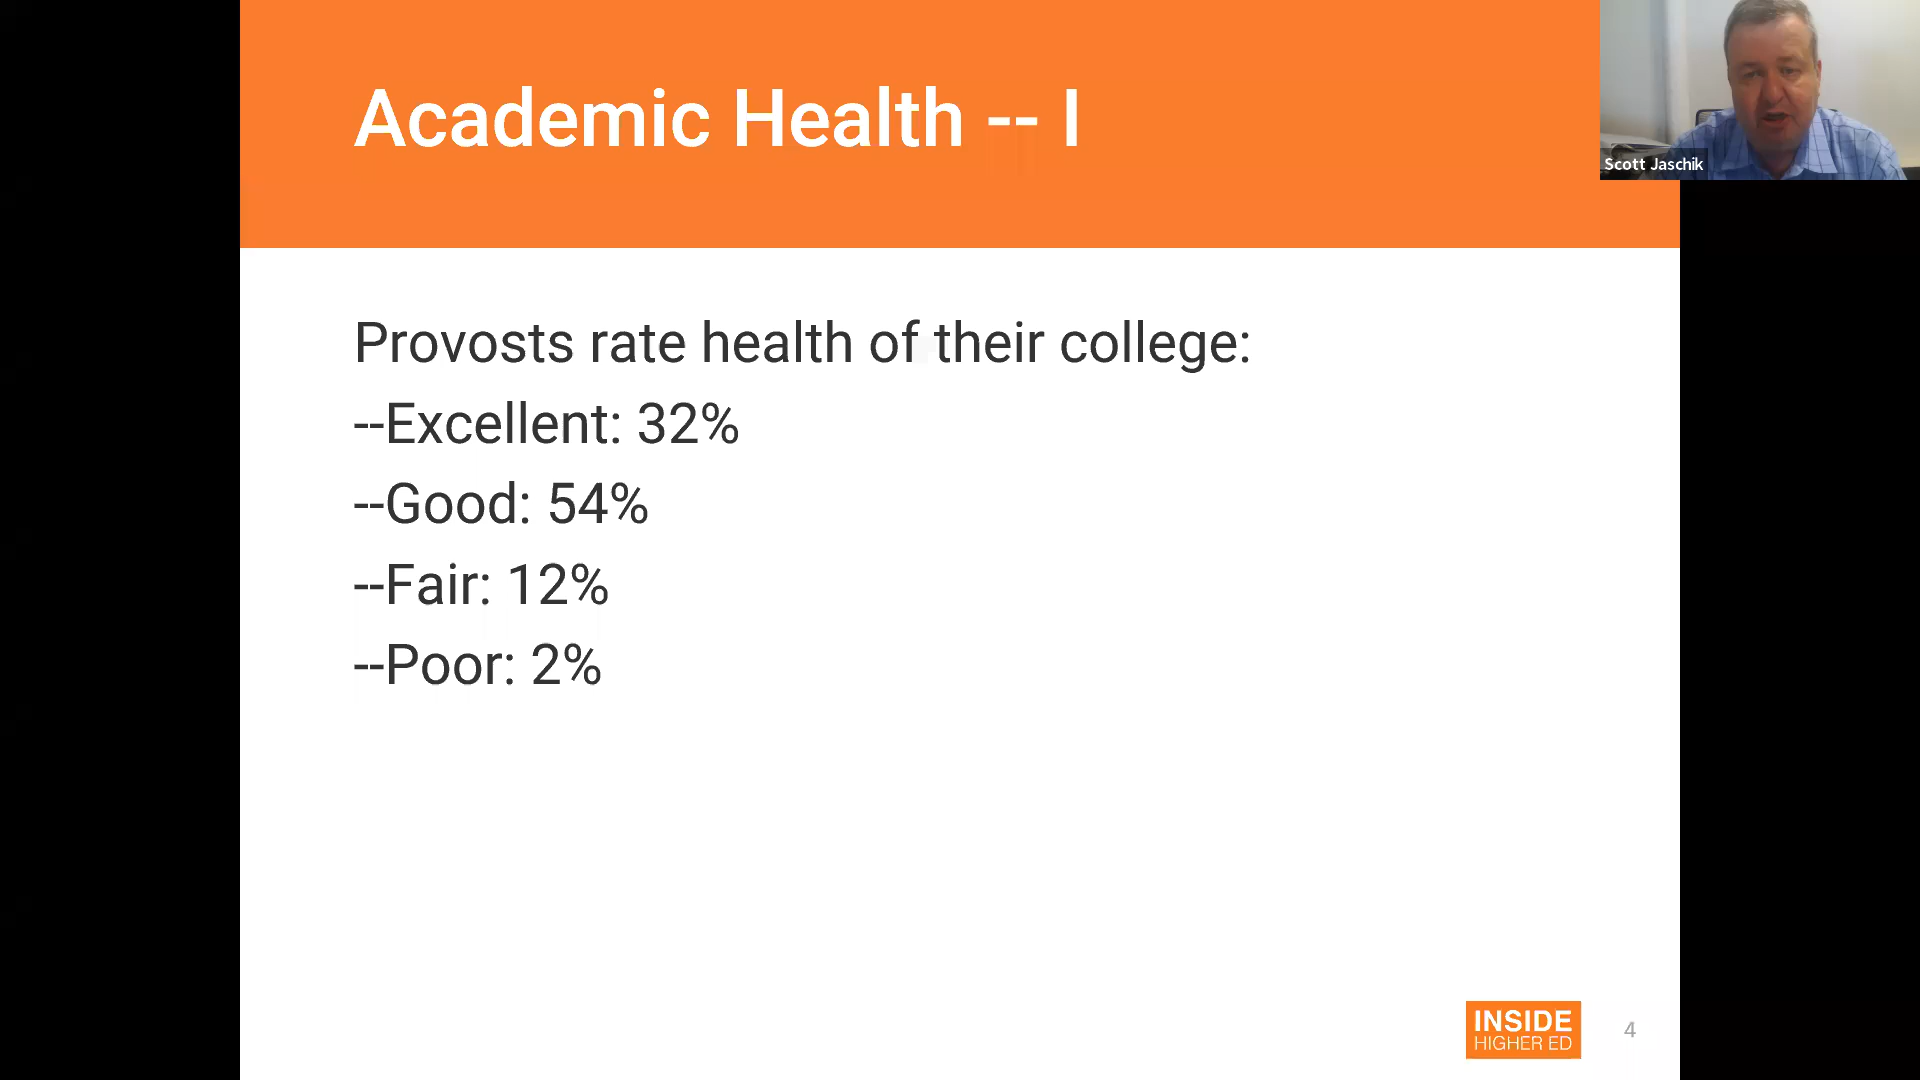 Academic Health -- I
Scott Jaschik
Provosts rate health of their college:
--Excellent: 32%
--Good: 54%
--Fair: 12%
--Poor: 2%
INSIDE
HIGHER ED
4